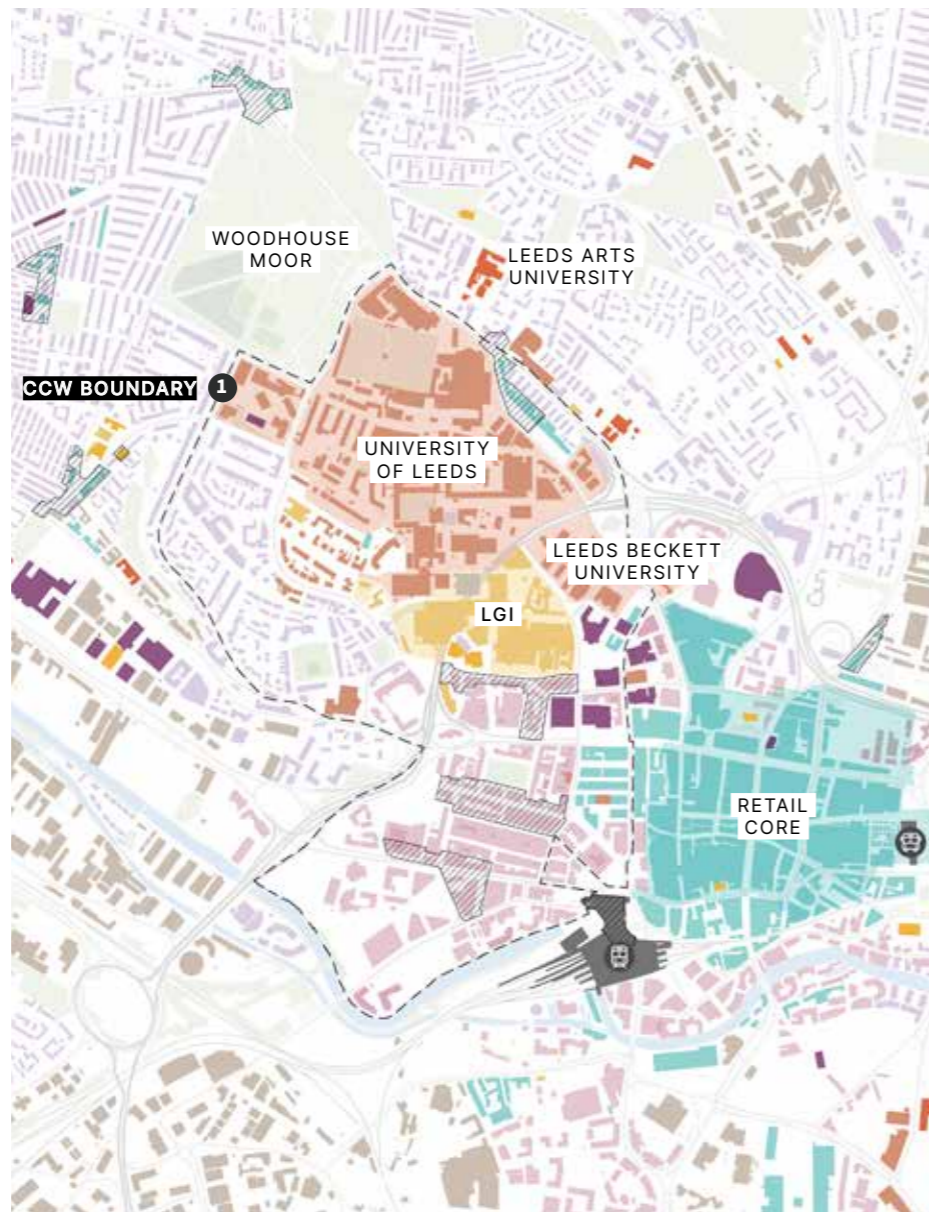 WOODHOUSE
MOOR
LEEDS ARTS
UNIVERSITY
CCW BOUNDARY 1
UNIVERSITY
OF LEEDS
LEEDS BECKETT
UNIVERSITY
LGI
RETAIL
CORE